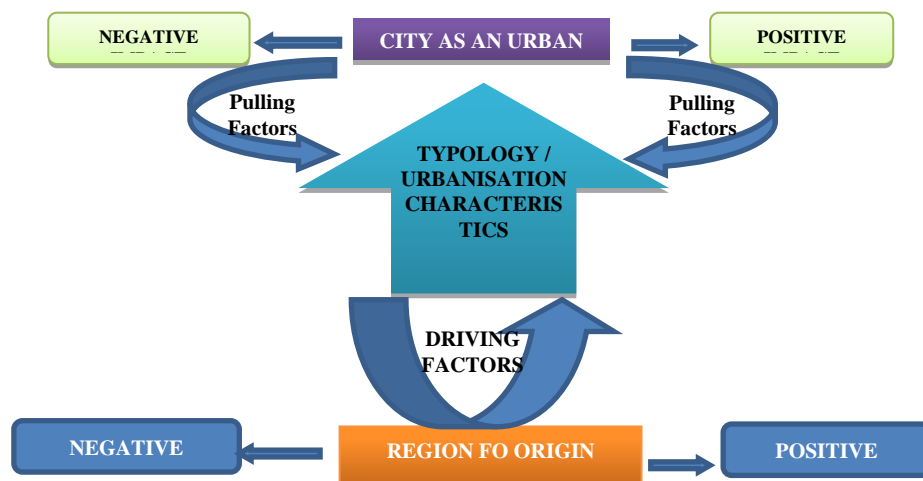 NEGATIVE
CITY AS AN URBAN
POSITIVE
Pulling
Factors
Pulling
Factors
TYPOLOGY /
URBANISATION
CHARACTERIS
TICS
DRIVING
FACTORS
NEGATIVE
REGION FO ORIGIN
POSITIVE